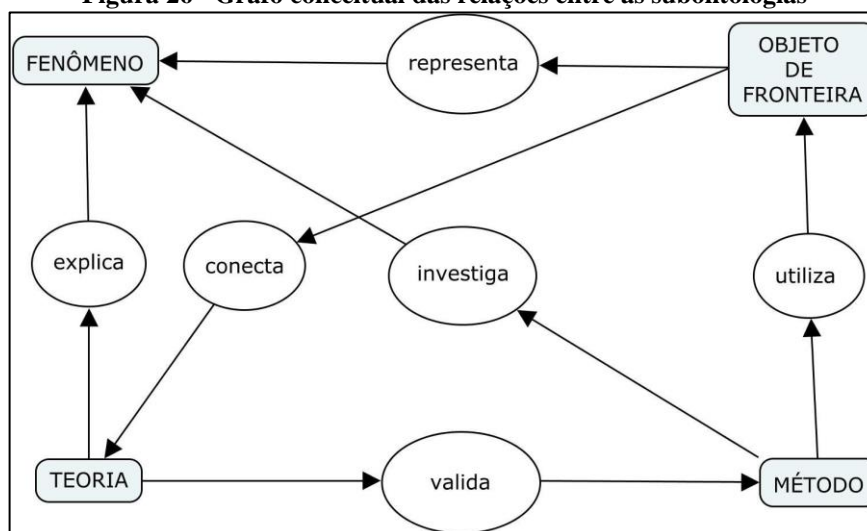 Figura 20 - Grafo conceitual das relações entre as subontologias
FENÔMENO
representa
OBJETO
DE
FRONTEIRA
explica
conecta
investiga
utiliza
TEORIA
valida
MÉTODO